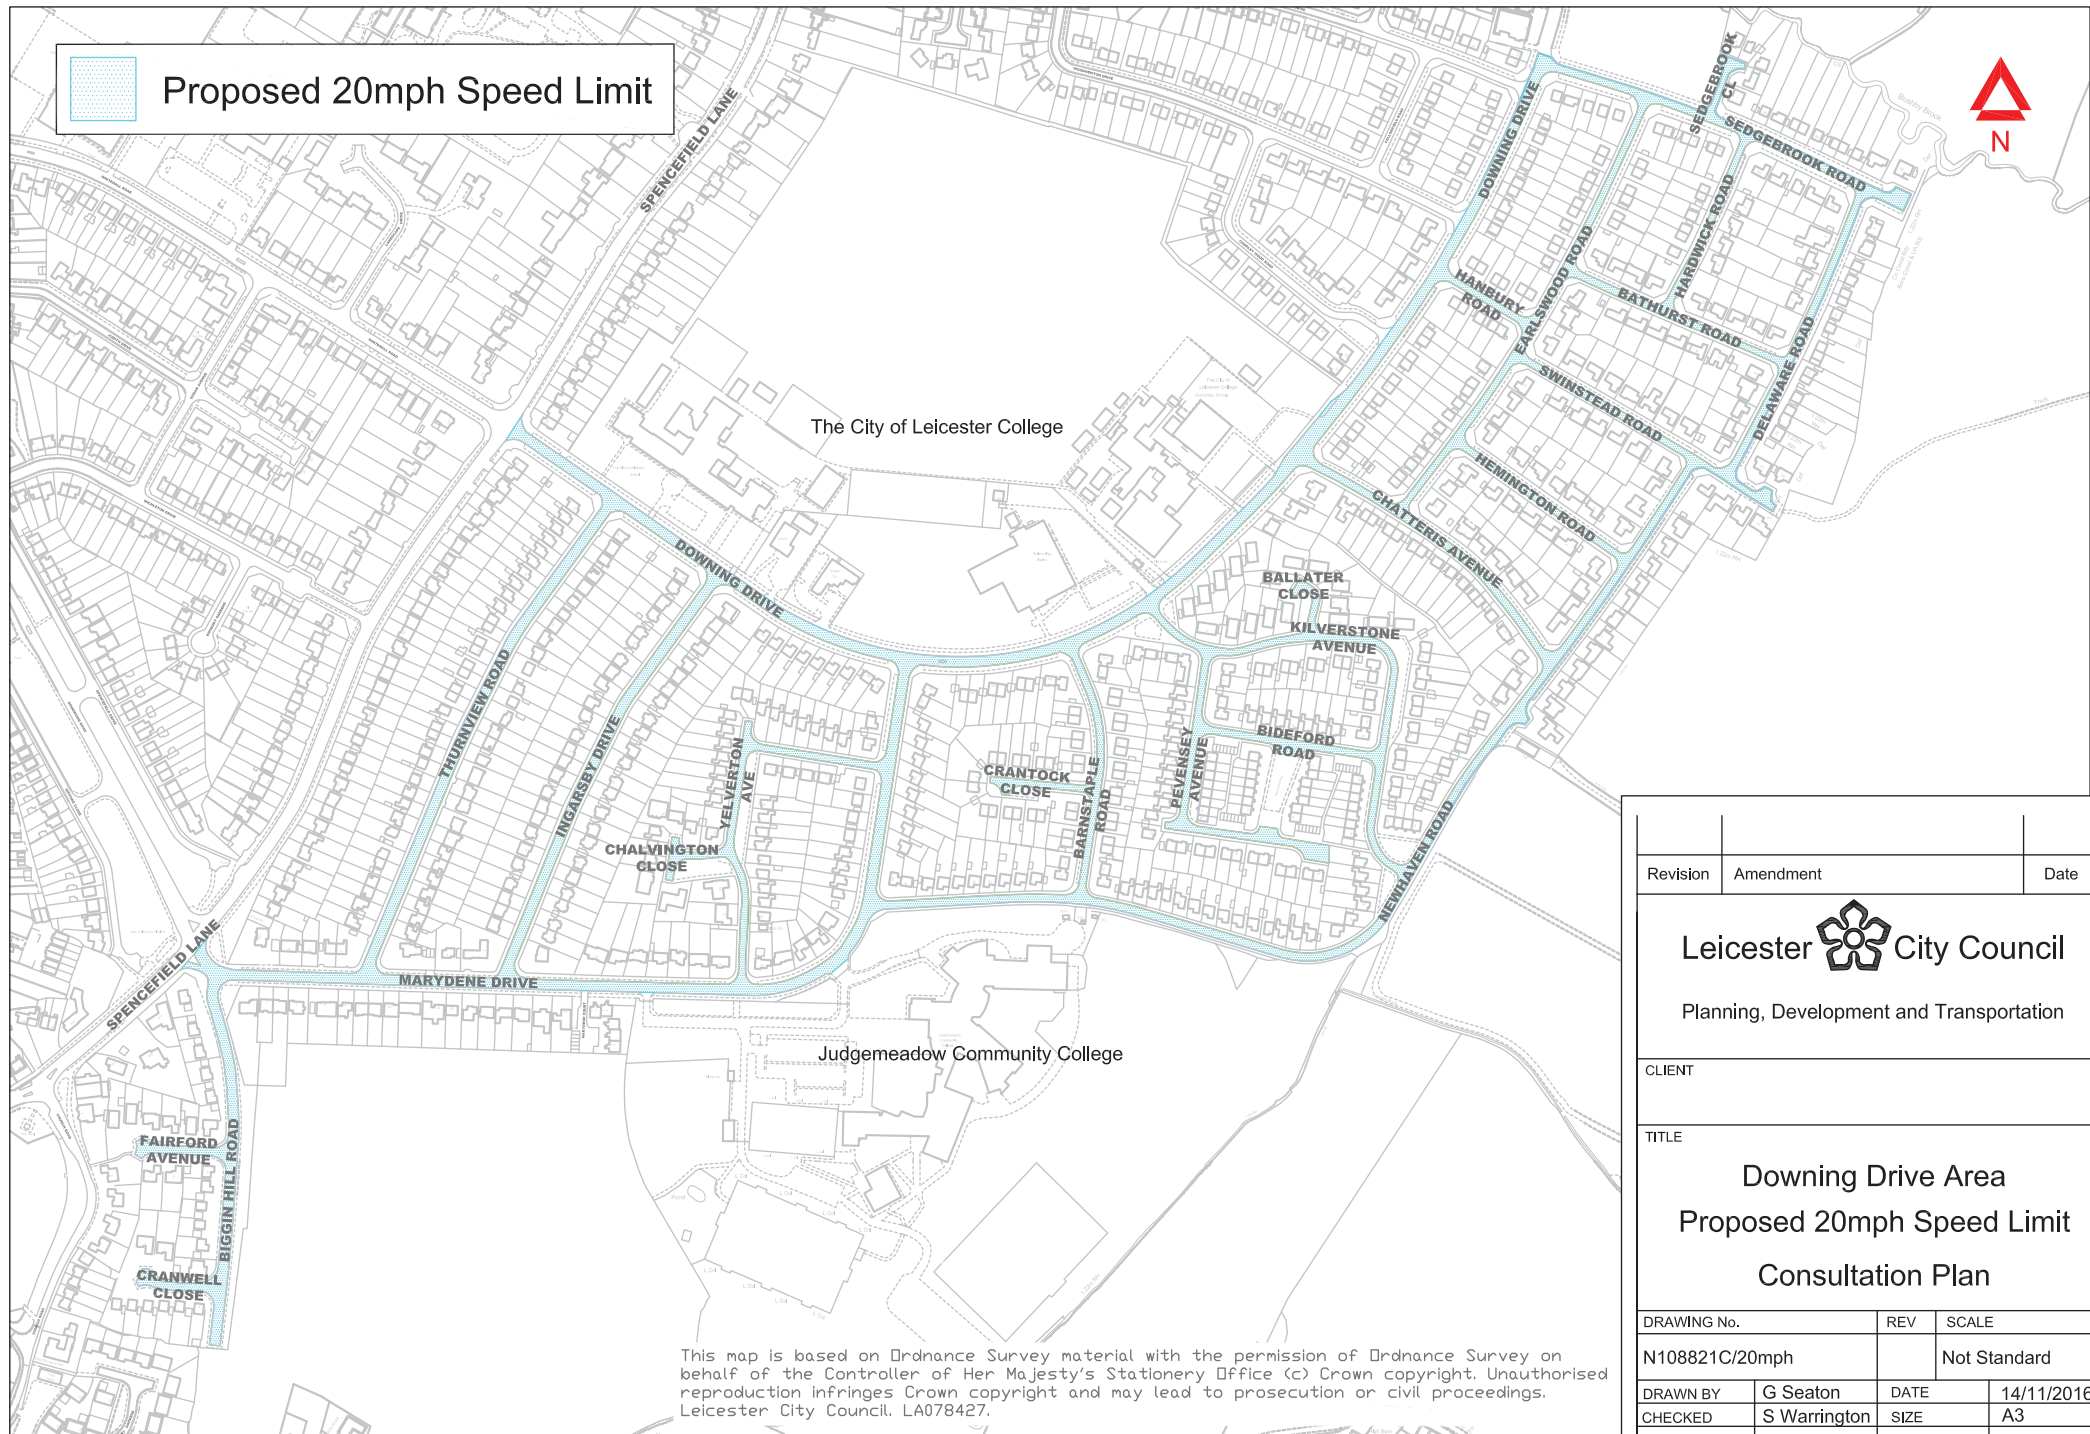 Proposed 20mph Speed Limit
N
SPENCEFIELD LANE
DOWNING DRIVE
SEDGEBROOK
CL
SEDGEBROOK ROAD
Bushby Brook
HARDWICK ROAD
EARLSWOOD ROAD
HANBURY
ROAD
BATHURST ROAD
DELAWARE ROAD
SWINSTEAD ROAD
HEMINGTON ROAD
CHATTERIS AVENUE
The City of Leicester College
DOWNING DRIVE
BALLATER
CLOSE
KILVERSTONE
AVENUE
THURNVIEW ROAD
INGARSBY DRIVE
YELVERTON
AVE
CHALVINGTON
CLOSE
CRANTOCK
CLOSE
BARNSTAPLE
ROAD
PEVENSEY
AVENUE
BIDEFORD
ROAD
NEWHAVEN ROAD
SPENCEFIELD LANE
MARYDENE DRIVE
Judgemeadow Community College
FAIRFORD
AVENUE
BIGGIN HILL ROAD
CRANWELL
CLOSE
Pond
Revision Amendment Date
Leicester City Council
Planning, Development and Transportation
CLIENT
TITLE
Downing Drive Area
Proposed 20mph Speed Limit
Consultation Plan
DRAWING No. REV SCALE
N108821C/20mph Not Standard
DRAWN BY G Seaton DATE 14/11/2016
CHECKED S Warrington SIZE A3
This map is based on Ordnance Survey material with the permission of Ordnance Survey on
behalf of the Controller of Her Majesty's Stationery Office (c) Crown copyright. Unauthorised
reproduction infringes Crown copyright and may lead to prosecution or civil proceedings.
Leicester City Council. LA078427.